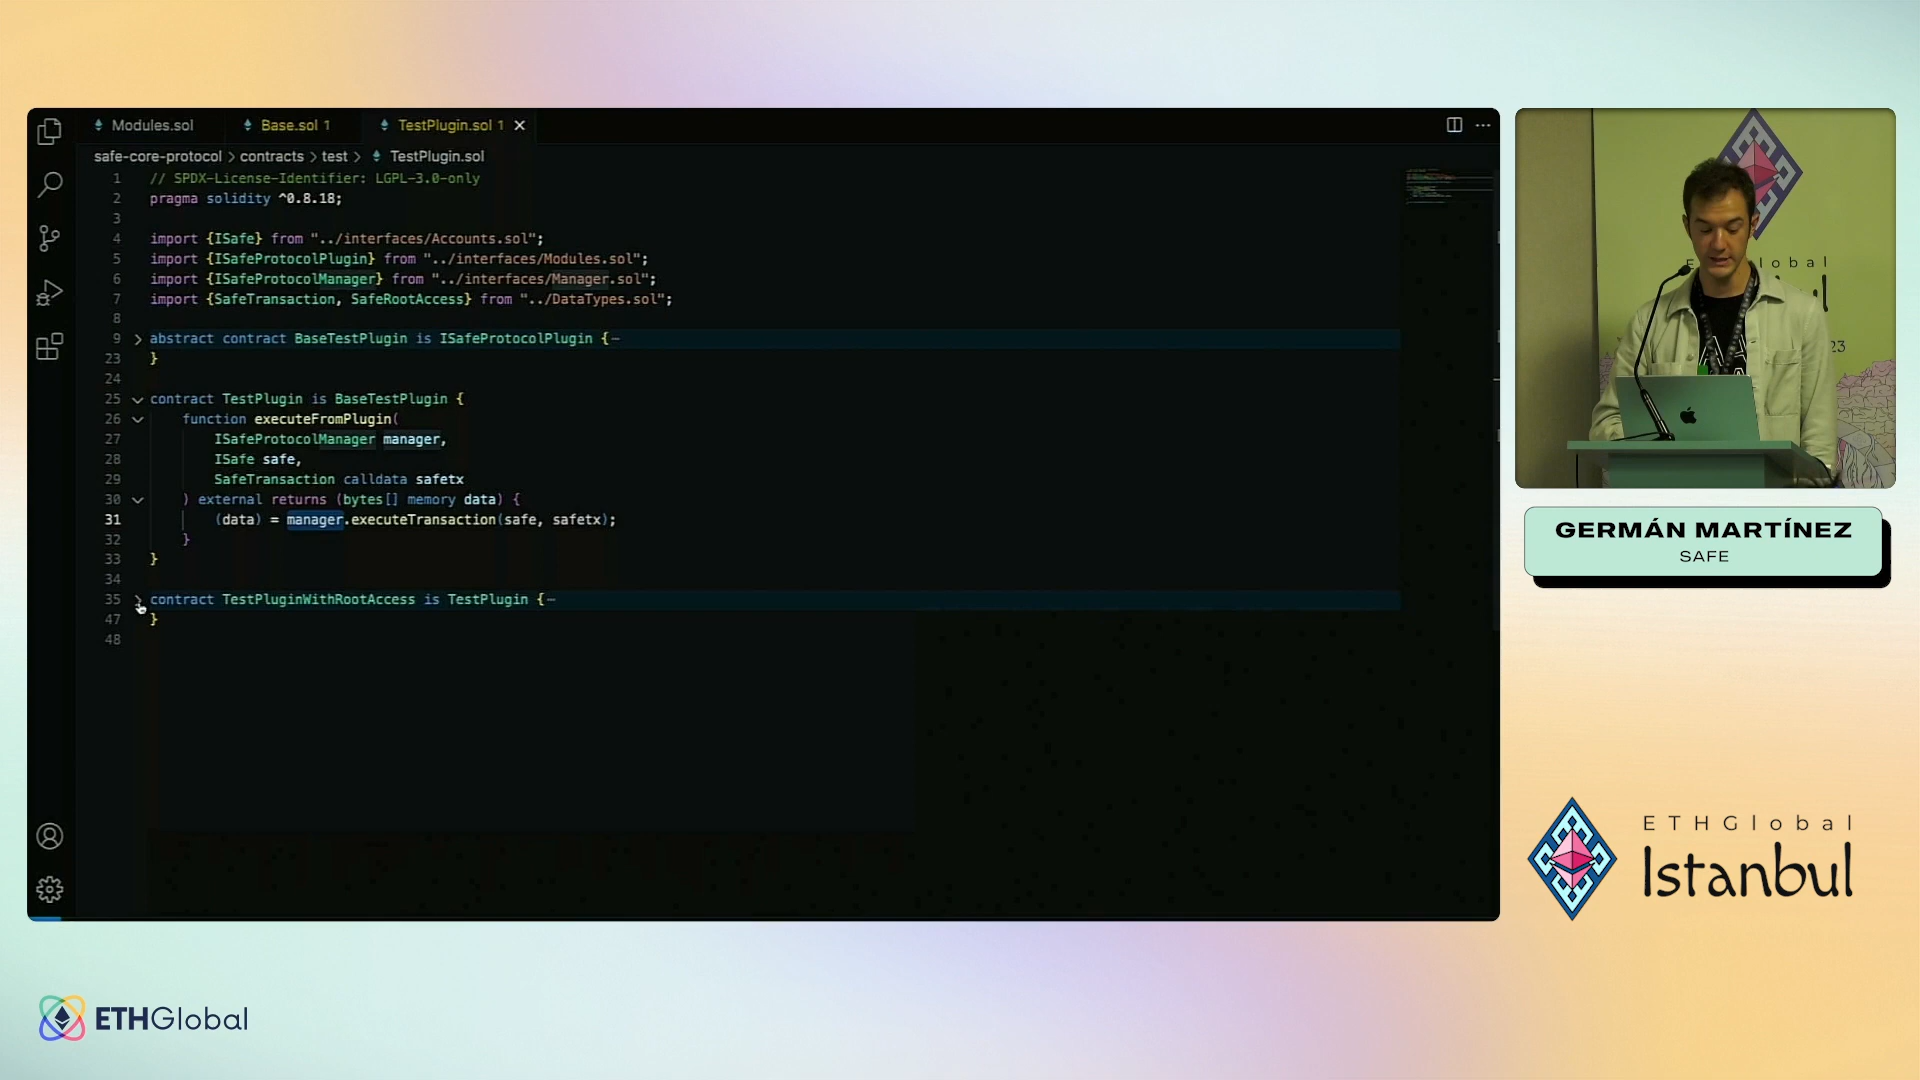 Modules.sol
Base.sol 1
TestPlugin.sol 1
safe-core-protocol > contracts > test > TestPlugin.sol
1 // SPDX-License-Identifier: LGPL-3.0-only
2 pragma solidity ^0.8.18;
3
4 import {ISafe} from "../interfaces/Accounts.sol";
5 import {ISafeProtocolPlugin} from "../interfaces/Modules.sol";
6 import {ISafeProtocolManager} from "../interfaces/Manager.sol";
7 import {SafeTransaction, SafeRootAccess} from "../DataTypes.sol";
8
9 abstract contract BaseTestPlugin is ISafeProtocolPlugin {
23 }
24
25 contract TestPlugin is BaseTestPlugin {
26 function executeFromPlugin(
27 ISafeProtocolManager manager,
28 ISafe safe,
29 SafeTransaction calldata safetx
30 ) external returns (bytes[] memory data) {
31 (data) = manager.executeTransaction(safe, safetx);
32 }
33 }
34
35 contract TestPluginWithRootAccess is TestPlugin {
47 }
48
GERMÁN MARTÍNEZ
SAFE
ETHGlobal
Istanbul
ETHGlobal